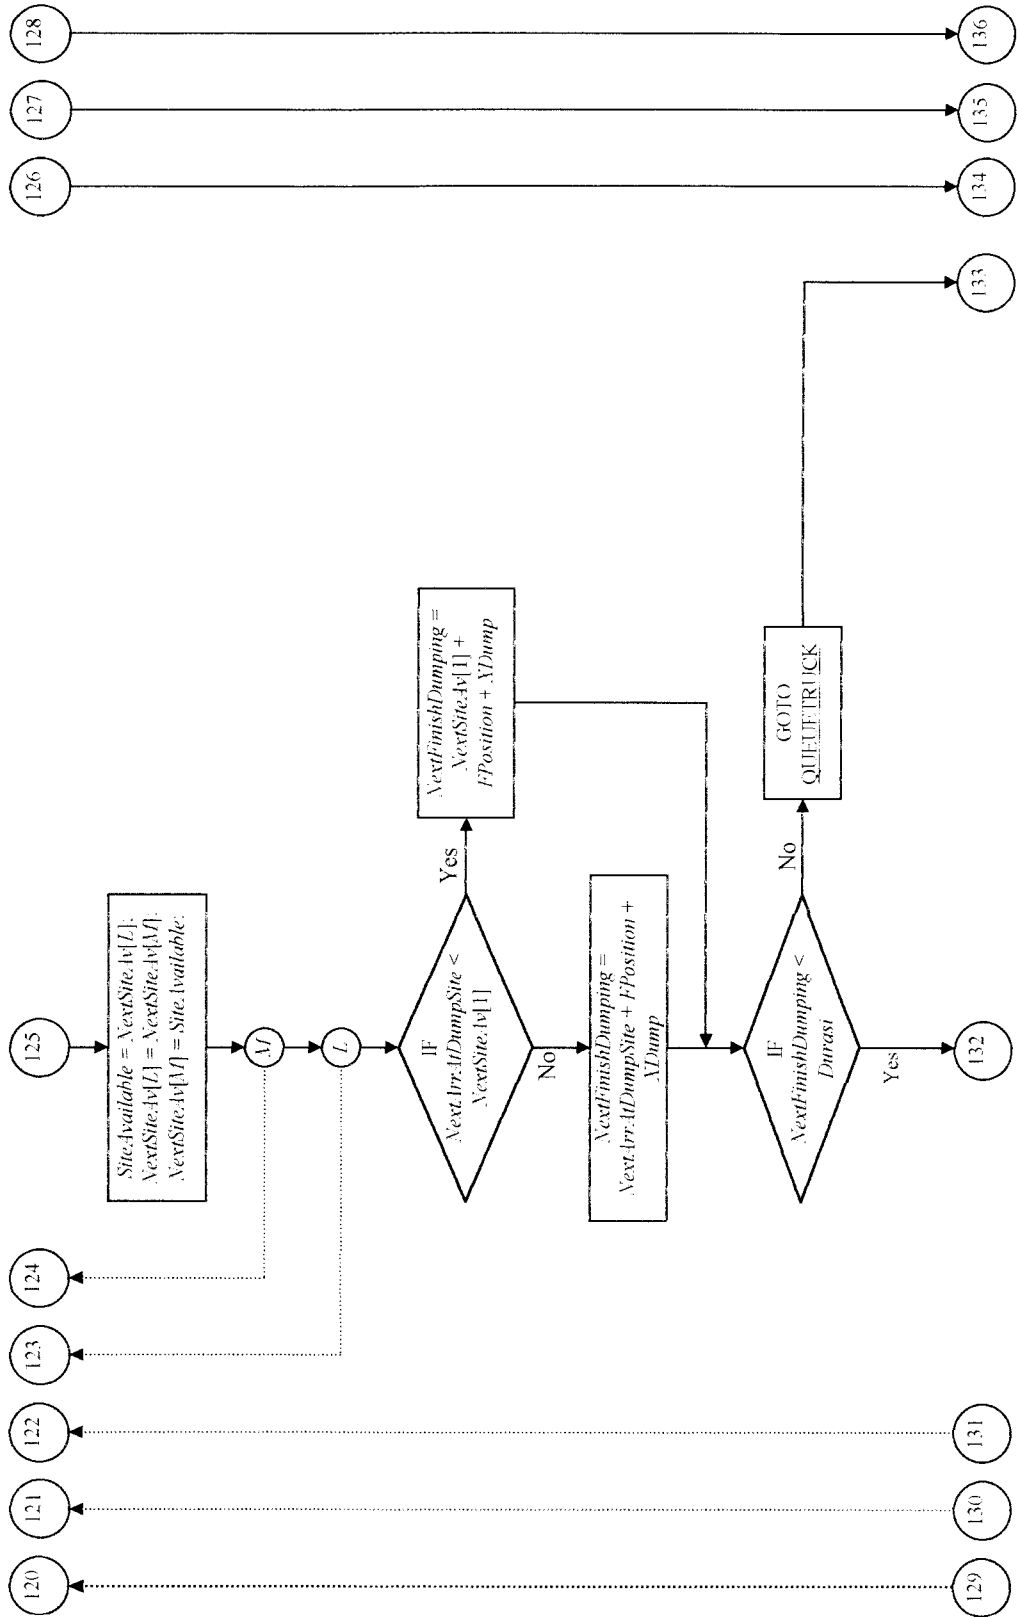 128
127
126
125
124
123
122
121
120
SiteAvailable = NextSiteAv[L];
NextSiteAv[L] = NextSiteAv[M];
NextSiteAv[M] = SiteAvailable;
M
L
IF
NextArrAtDumpSite <
NextSiteAv[1]
Yes
NextFinishDumping =
NextSiteAv[1] +
FPosition + XDump
No
NextFinishDumping =
NextArrAtDumpSite + FPosition +
XDump
IF
NextFinishDumping <
Durasi
No
GOTO
QUEUETRUCK
Yes
136
135
134
133
132
131
130
129